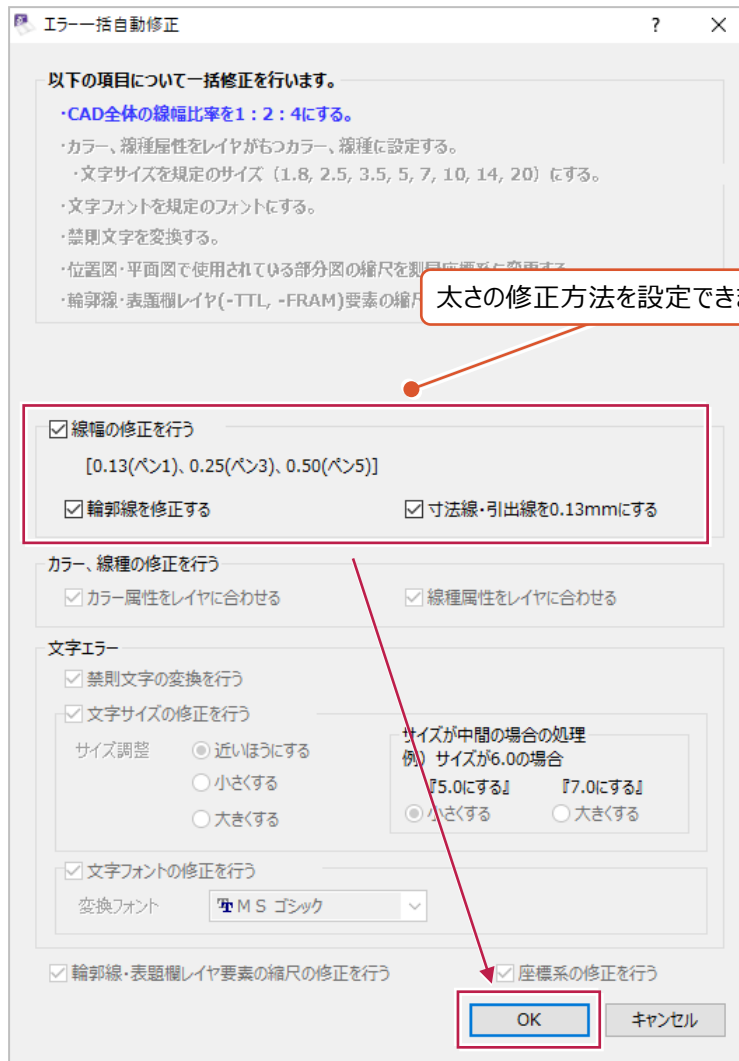 エラー一括自動修正
以下の項目について一括修正を行います。
・CAD全体の線幅比率を1：2：4にする。
・カラー、線種属性をレイヤがもつカラー、線種に設定する。
・文字サイズを規定のサイズ（1.8, 2.5, 3.5, 5, 7, 10, 14, 20）にする。
・文字フォントを規定のフォントにする。
・禁則文字を変換する。
・位置図・平面図で使用されている部分図の縮尺を測量座標系に変更する。
・輪郭線・表題欄レイヤ(-TTL, -FRAM)要素の縮
太さの修正方法を設定でき
線幅の修正を行う
[0.13(ペン1)、0.25(ペン3)、0.50(ペン5)]
輪郭線を修正する 寸法線・引出線を0.13mmにする
カラー、線種の修正を行う
カラー属性をレイヤに合わせる 線種属性をレイヤに合わせる
文字エラー
禁則文字の変換を行う
文字サイズの修正を行う
サイズ調整 近いほうにする
小さくする
大きくする
サイズが中間の場合の処理
例）サイズが6.0の場合
『5.0にする』 『7.0にする』
小さくする 大きくする
文字フォントの修正を行う
変換フォント ＭＳ ゴシック
輪郭線・表題欄レイヤ要素の縮尺の修正を行う 座標系の修正を行う
OK キャンセル